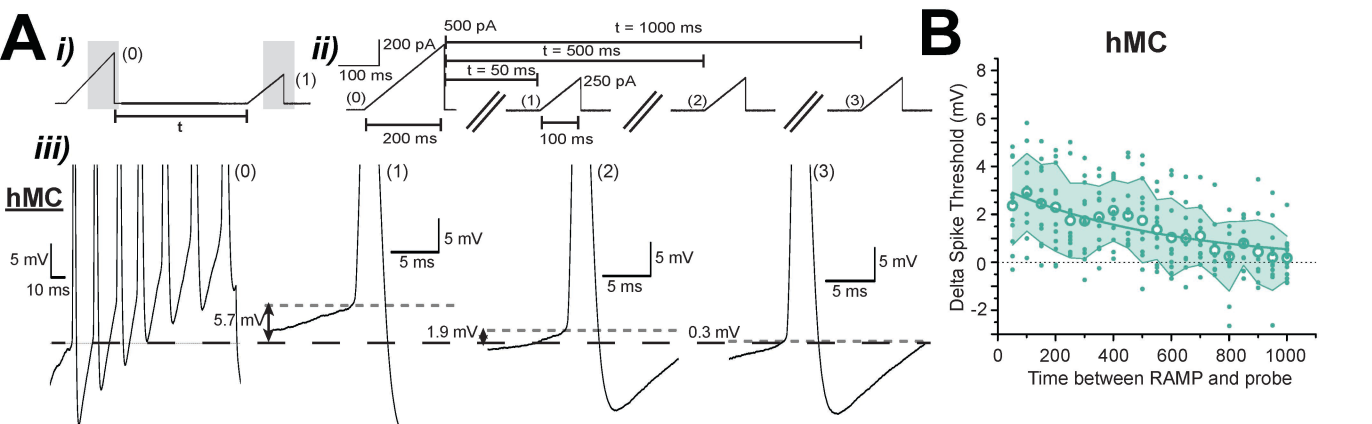 A
i)
(0)
(1)
t
ii)
500 pA
200 pA
100 ms
t = 1000 ms
t = 500 ms
t = 50 ms
(0)
(1)
250 pA
(2)
(3)
200 ms
100 ms
iii)
hMC
(0)
(1)
(2)
(3)
5 mV
10 ms
5.7 mV
5 mV
5 ms
1.9 mV
5 mV
5 ms
0.3 mV
5 mV
5 ms
B
hMC
Delta Spike Threshold (mV)
8
6
4
2
0
-2
0
200
400
600
800
1000
Time between RAMP and probe